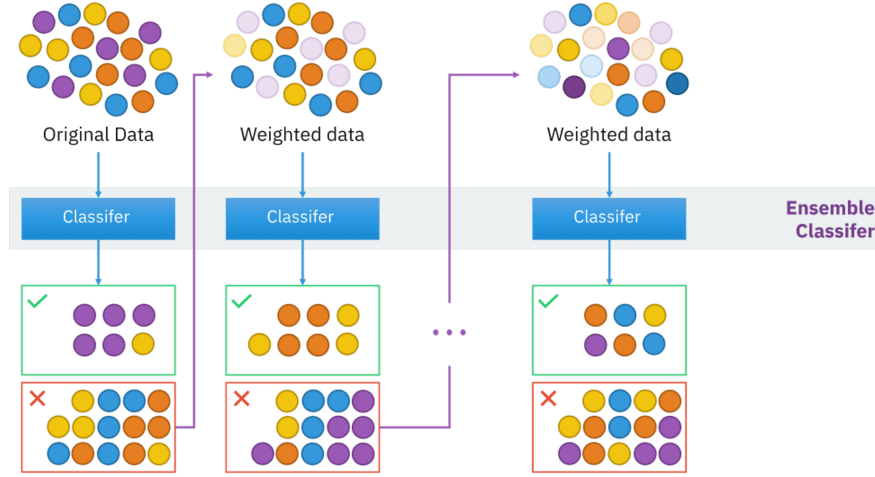 Original Data
Weighted data
Weighted data
Classifer
Classifer
Classifer
Ensemble
Classifer